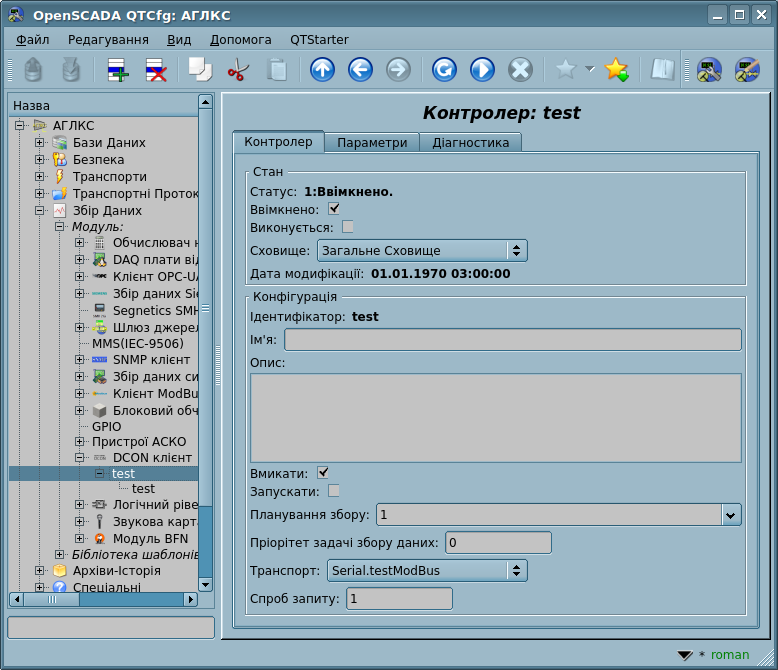 OpenSCADA QTCfg: АГЛКС
Файл Редагування Вид Допомога QTStarter
Назва
АГЛКС
Бази Даних
Безпека
Транспорти
Транспортні Проток
Збір Даних
Модуль:
Обчислювач н
DAQ плати від
Клієнт OPC-UA
Збір даних Sie
Segnetics SMH
Шлюз джерел
MMS(IEC-9506)
SNMP клієнт
Збір даних си
Клієнт ModBu
Блоковий обч
GPIO
Пристрої АСКО
DCON клієнт
test
test
Логічний ріве
Звукова карта
Модуль BFN
Бібліотека шаблонів
Архіви-Історія
Спеціальні
Контролер: test
Контролер Параметри Діагностика
Стан
Статус: 1:Ввімкнено.
Ввімкнено:
Виконується:
Сховище: Загальне Сховище
Дата модифікації: 01.01.1970 03:00:00
Конфігурація
Ідентифікатор: test
Ім'я:
Опис:
Вмикати:
Запускати:
Планування збору: 1
Пріорітет задачі збору даних: 0
Транспорт: Serial.testModBus
Спроб запиту: 1
* roman